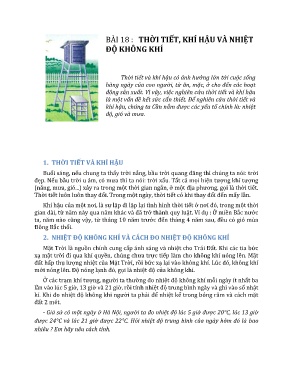 BÀI 18 : THỜI TIẾT, KHÍ HẬU VÀ NHIỆT
ĐỘ KHÔNG KHÍ
Thời tiết và khí hậu có ảnh hưởng lớn tới cuộc sống
hàng ngày của con người, từ ăn, mặc, ở cho đến các hoạt
động sản xuất. Vì vậy, việc nghiên cứu thời tiết và khí hậu
là một vấn đề hết sức cần thiết. Để nghiên cứu thời tiết và
khí hậu, chúng ta Cần nắm được các yếu tố chính là: nhiệt
độ, gió và mưa.
1. THỜI TIẾT VÀ KHÍ HẬU
Buổi sáng, nếu chúng ta thấy trời nắng, bầu trời quang đãng thì chúng ta nói: trời
đẹp. Nếu bầu trời u ám, có mưa thì ta nói: trời xấu. Tất cả mọi hiện tượng khí tượng
(nắng, mưa, gió...) xảy ra trong một thời gian ngắn, ở một địa phương, gọi là thời tiết.
Thời tiết luôn luôn thay đổi. Trong một ngày, thời tiết có khi thay đổi đến mấy lần.
Khí hậu của một nơi, là sự lặp đi lặp lại tình hình thời tiết ở nơi đó, trong một thời
gian dài, từ năm này qua năm khác và đã trở thành quy luật. Ví dụ : Ở miền Bắc nước
ta, năm nào cũng vậy, từ tháng 10 năm trước đến tháng 4 năm sau, đều có gió mùa
Đông Bắc thổi.
2. NHIỆT ĐỘ KHÔNG KHÍ VÀ CÁCH ĐO NHIỆT ĐỘ KHÔNG KHÍ
Mặt Trời là nguồn chính cung cấp ánh sáng và nhiệt cho Trái Đất. Khi các tia bức
xạ mặt trời đi qua khí quyển, chúng chưa trực tiếp làm cho không khí nóng lên. Mặt
đất hấp thu lượng nhiệt của Mặt Trời, rồi bức xạ lại vào không khí. Lúc đó, không khí
mới nóng lên. Độ nóng lạnh đó, gọi là nhiệt độ của không khí.
Ở các trạm khí tượng, người ta thường đo nhiệt độ không khí mỗi ngày ít nhất ba
lần vào lúc: 5 giờ, 13 giờ và 21 giờ, rồi tính nhiệt độ trung bình ngày và ghi vào sổ nhật
kí. Khi đo nhiệt độ không khí người ta phải để nhiệt kế trong bóng râm và cách mặt
đất 2 mét.
- Giả sử có một ngày ở Hà Nội, người ta đo nhiệt độ lúc 5 giờ được 20°C, lúc 13 giờ
được 24°C và lúc 21 giờ được 22°C. Hỏi nhiệt độ trung bình của ngày hôm đó là bao
nhiêu ? Em hãy nêu cách tính.